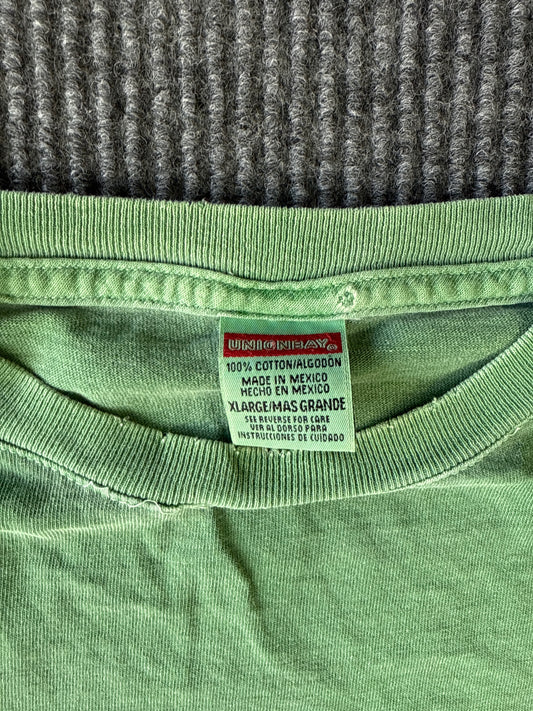 UNIONBAY®
100% COTTON/ALGODÓN
MADE IN MEXICO
HECHO EN MEXICO
XLARGE/MAS GRANDE
SEE REVERSE FOR CARE
VER AL DORSO PARA
INSTRUCCIONES DE CUIDADO